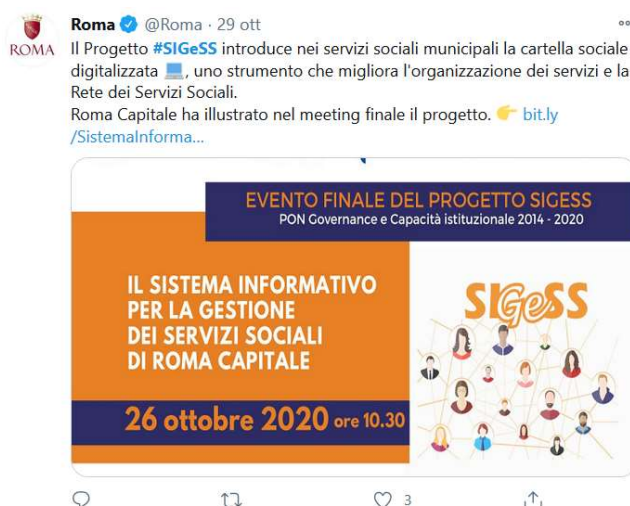 Roma @Roma · 29 ott
ROMA
Il Progetto #SIGeSS introduce nei servizi sociali municipali la cartella sociale
digitalizzata 💻, uno strumento che migliora l'organizzazione dei servizi e la
Rete dei Servizi Sociali.
Roma Capitale ha illustrato nel meeting finale il progetto. 👉 bit.ly
/SistemaInforma...
EVENTO FINALE DEL PROGETTO SIGESS
PON Governance e Capacità istituzionale 2014 - 2020
IL SISTEMA INFORMATIVO
PER LA GESTIONE
DEI SERVIZI SOCIALI
DI ROMA CAPITALE
SIGeSS
26 ottobre 2020 ore 10.30
3